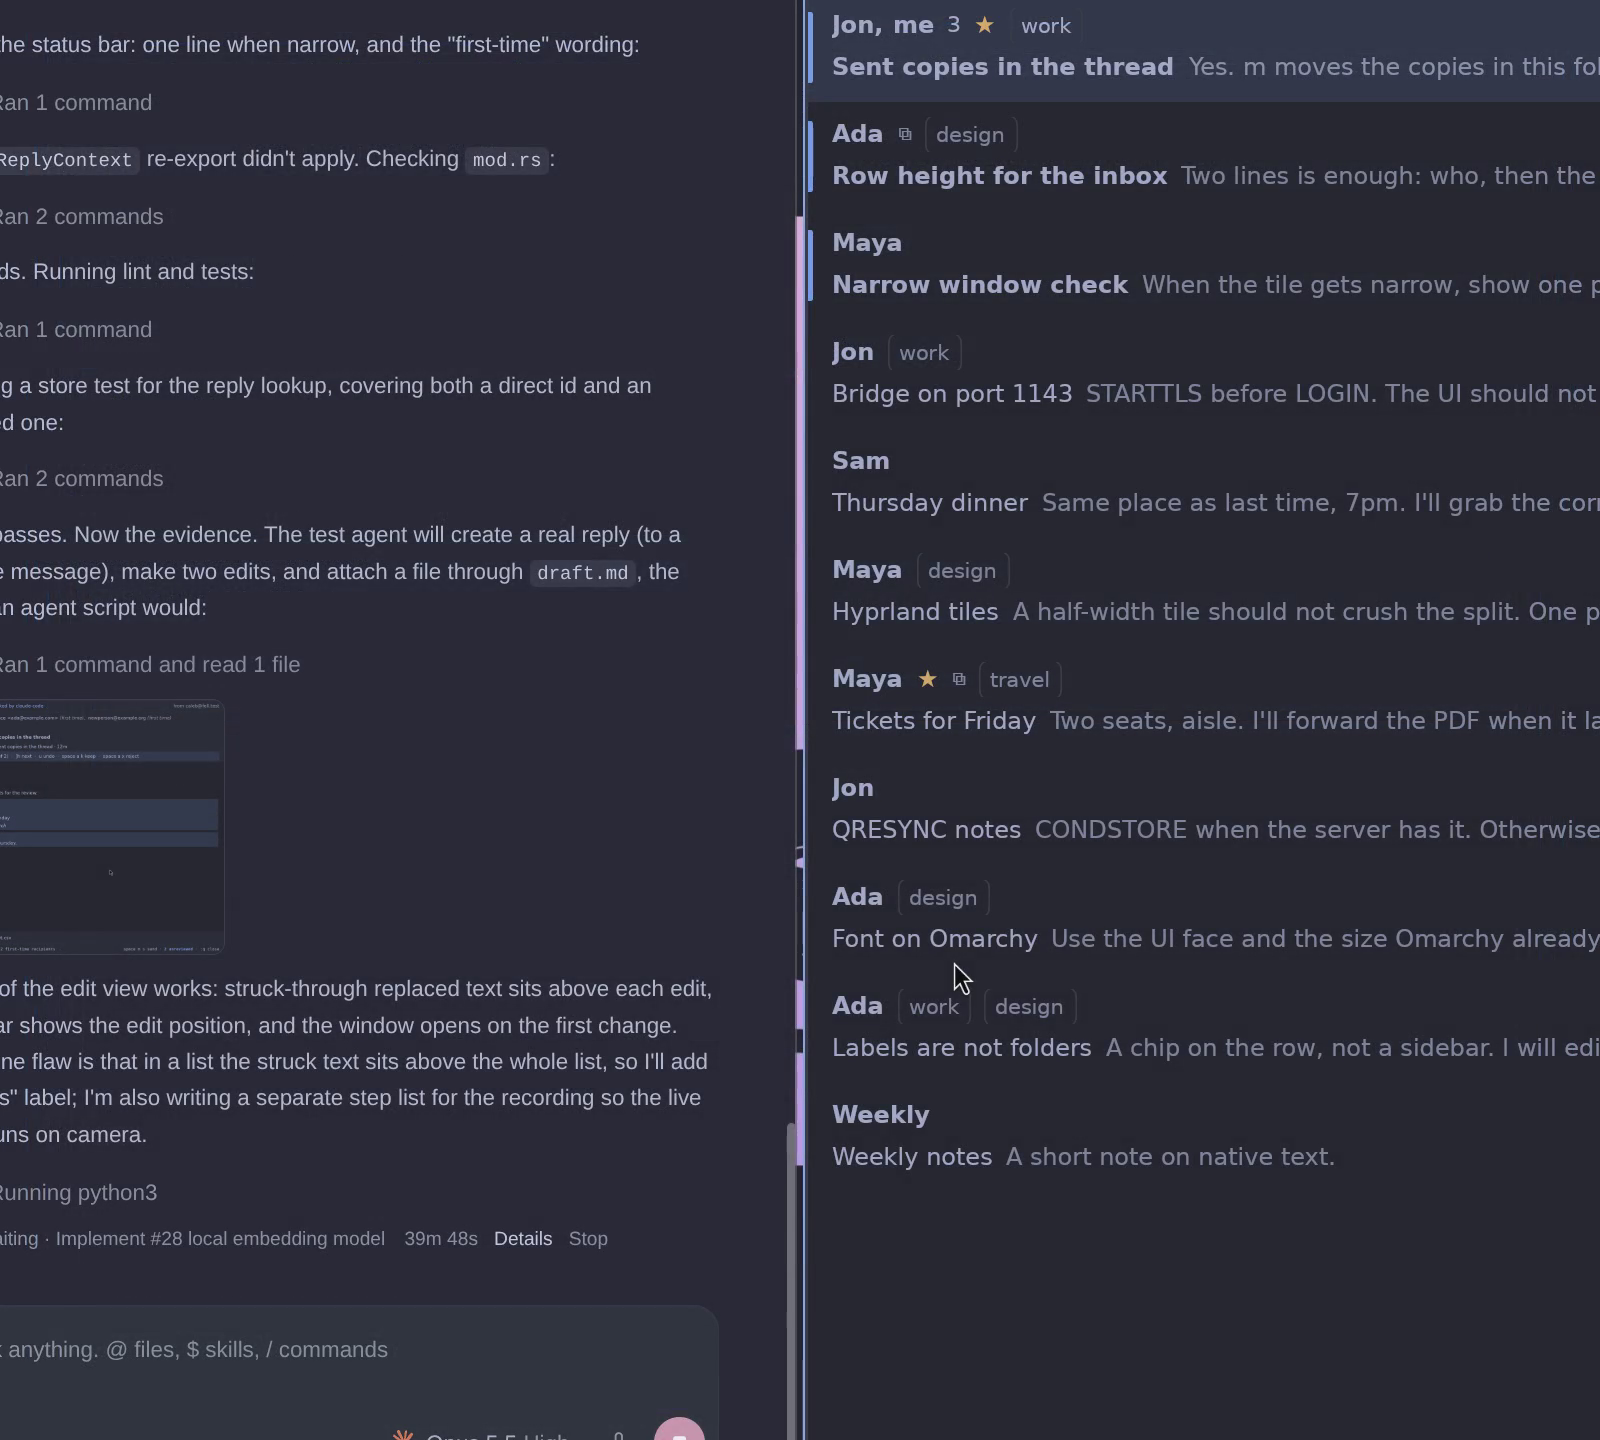 he status bar: one line when narrow, and the "first-time" wording:
Ran 1 command
ReplyContext re-export didn't apply. Checking mod.rs:
Ran 2 commands
ds. Running lint and tests:
Ran 1 command
g a store test for the reply lookup, covering both a direct id and an
ed one:
Ran 2 commands
passes. Now the evidence. The test agent will create a real reply (to a
e message), make two edits, and attach a file through draft.md, the
an agent script would:
Ran 1 command and read 1 file
of the edit view works: struck-through replaced text sits above each edit,
ar shows the edit position, and the window opens on the first change.
ne flaw is that in a list the struck text sits above the whole list, so I'll add
s" label; I'm also writing a separate step list for the recording so the live
uns on camera.
Running python3
aiting · Implement #28 local embedding model 39m 48s Details Stop
anything. @ files, $ skills, / commands
Jon, me 3 ★ work
Sent copies in the thread Yes. m moves the copies in this fol
Ada design
Row height for the inbox Two lines is enough: who, then the
Maya
Narrow window check When the tile gets narrow, show one p
Jon work
Bridge on port 1143 STARTTLS before LOGIN. The UI should not
Sam
Thursday dinner Same place as last time, 7pm. I'll grab the corn
Maya design
Hyprland tiles A half-width tile should not crush the split. One p
Maya ★ travel
Tickets for Friday Two seats, aisle. I'll forward the PDF when it la
Jon
QRESYNC notes CONDSTORE when the server has it. Otherwise
Ada design
Font on Omarchy Use the UI face and the size Omarchy already
Ada work design
Labels are not folders A chip on the row, not a sidebar. I will edi
Weekly
Weekly notes A short note on native text.